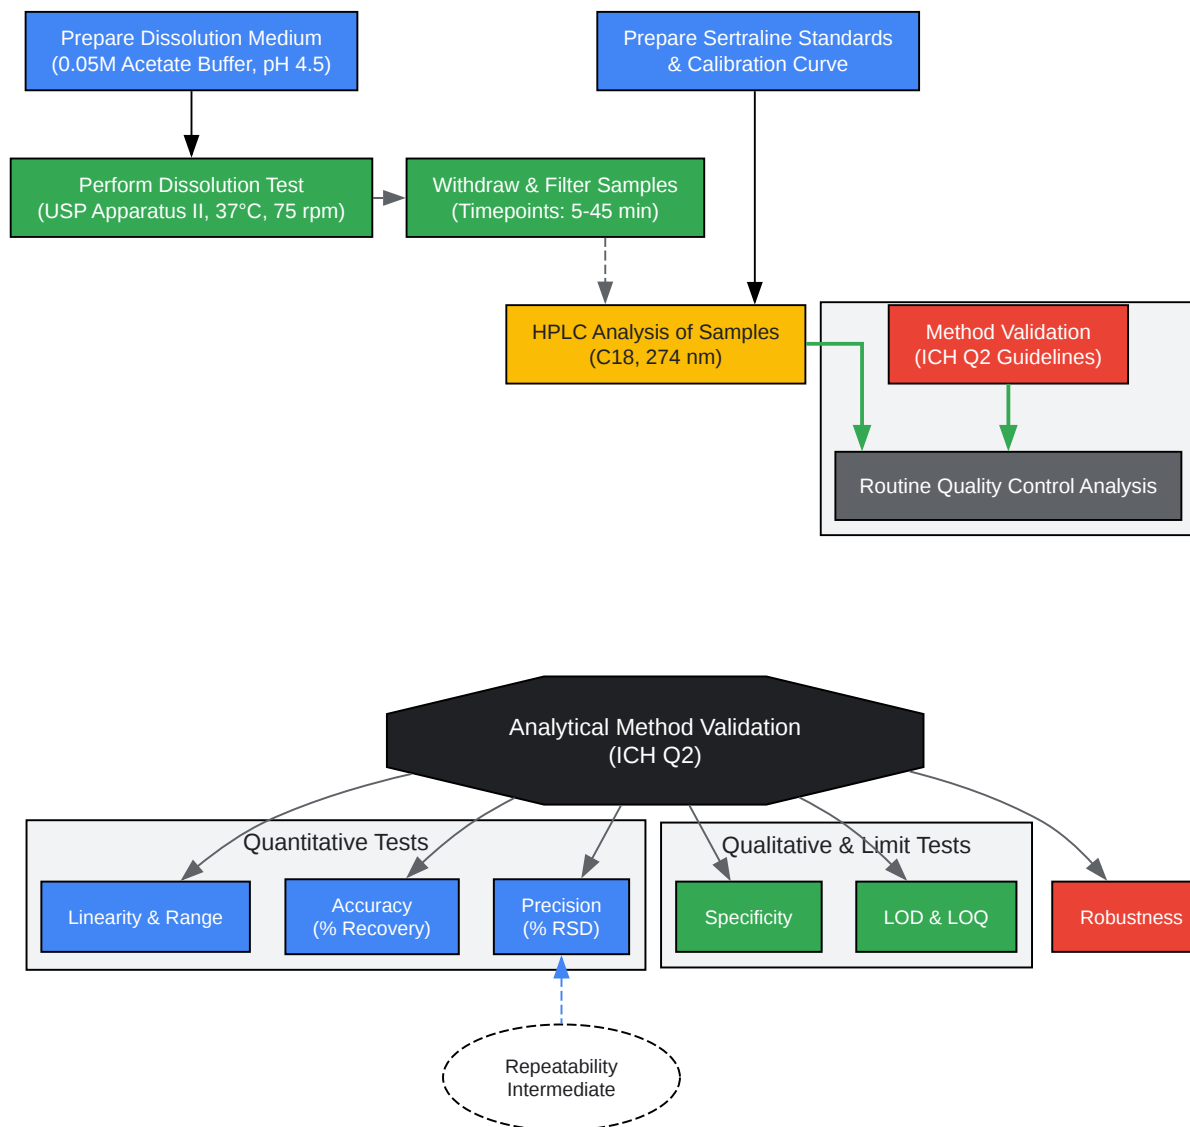 Prepare Dissolution Medium
(0.05M Acetate Buffer, pH 4.5)
Prepare Sertraline Standards
& Calibration Curve
Perform Dissolution Test
(USP Apparatus II, 37°C, 75 rpm)
Withdraw & Filter Samples
(Timepoints: 5-45 min)
HPLC Analysis of Samples
(C18, 274 nm)
Method Validation
(ICH Q2 Guidelines)
Routine Quality Control Analysis
Analytical Method Validation
(ICH Q2)
Quantitative Tests
Linearity & Range
Accuracy
(% Recovery)
Precision
(% RSD)
Qualitative & Limit Tests
Specificity
LOD & LOQ
Robustness
Repeatability
Intermediate